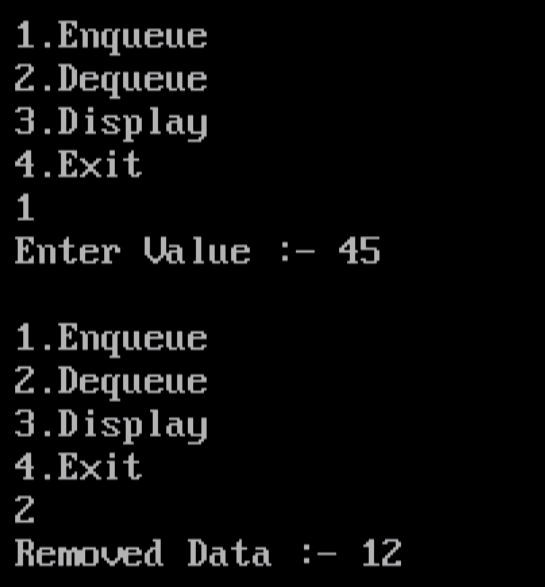 1.Enqueue
2.Dequeue
3.Display
4.Exit
1
Enter Value :- 45
1.Enqueue
2.Dequeue
3.Display
4.Exit
2
Removed Data :- 12